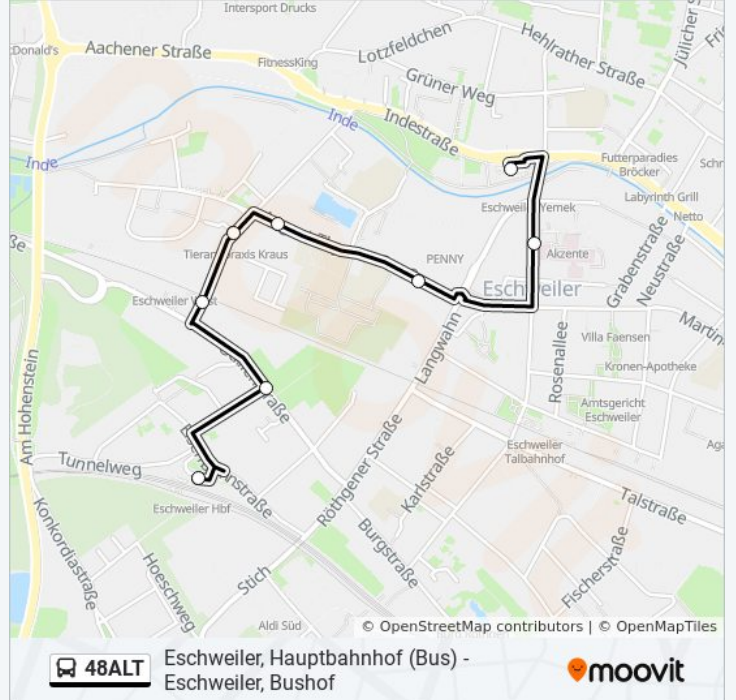 Intersport Drucks
Donald's
Aachener Straße
FitnessKing
Lotzfeldchen
Hehlrather Straße
Jülicher S
Grüner Weg
Indestraße
Inde
Inde
Futterparadies
Bröcker
Labyrinth Grill
Netto
Eschweiler Yemek
Akzente
PENNY
Eschweiler
Grabenstraße
Neustraße
Eschweiler West
Villa Faensen
Kronen-Apotheke
Rosenallee
Langwahn
Amtsgericht
Eschweiler
Am Hohenstein
Eschweiler
Talbahnhof
Tunnelweg
Röthgener Straße
Karlstraße
Talstraße
Eschweiler Hbf
Konkordiastraße
Hoeschweg
Burgstraße
Fischerstraße
Stich
Aldi Süd
© OpenStreetMap contributors | © OpenMapTiles
48ALT
Eschweiler, Hauptbahnhof (Bus) -
Eschweiler, Bushof
moovit